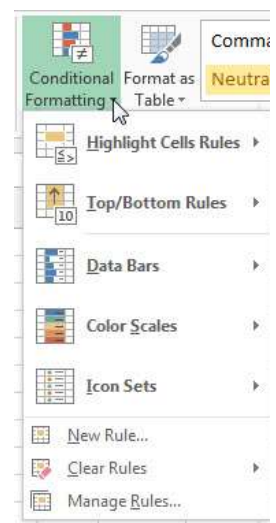 Comma
Conditional Format as
Neutra
Formatting Table
Highlight Cells Rules
10
Top/Bottom Rules
Data Bars
Color Scales
Icon Sets
New Rule...
Clear Rules
Manage Rules...